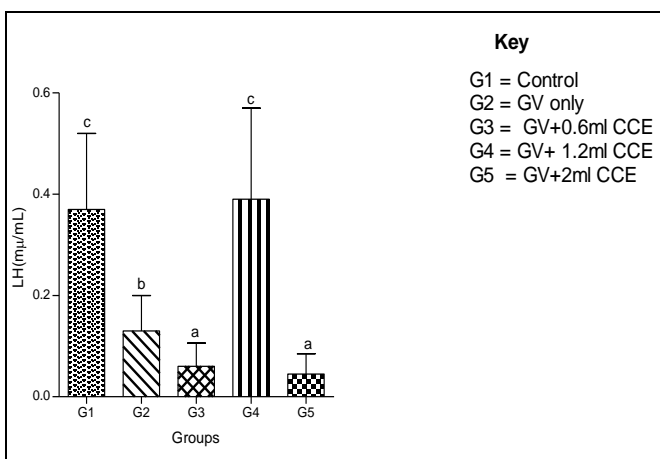 Key
G1 = Control
G2 = GV only
G3 = GV+0.6ml CCE
G4 = GV+ 1.2ml CCE
G5 = GV+2ml CCE
LH(mμ/mL)
0.6
0.4
0.2
0.0
c
b
a
c
a
G1 G2 G3 G4 G5
Groups